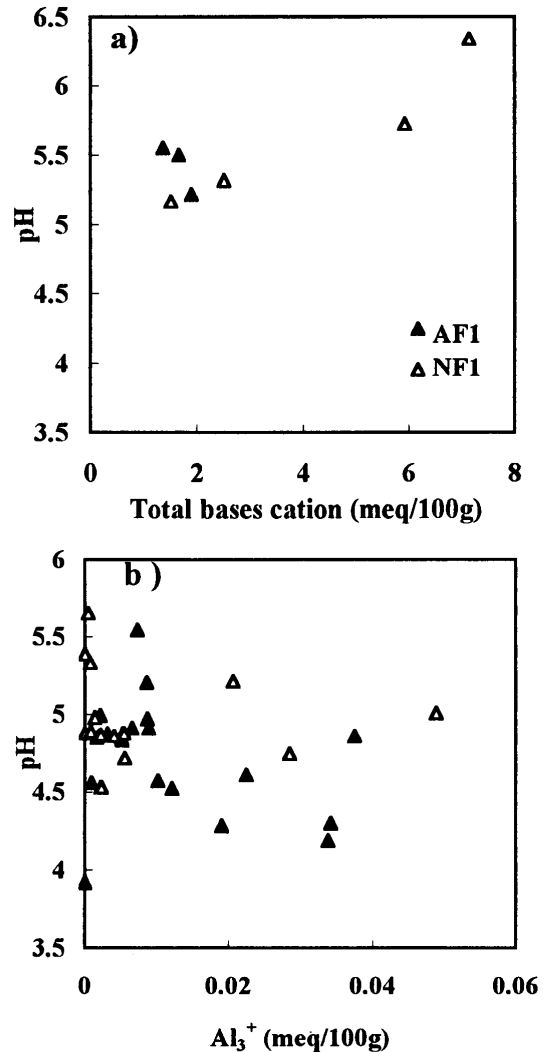 a)
6.5
6
5.5
5
4.5
4
3.5
pH
AF1
NF1
0 2 4 6 8
Total bases cation (meq/100g)
b )
6
5.5
5
4.5
4
3.5
pH
0 0.02 0.04 0.06
Al₃⁺ (meq/100g)